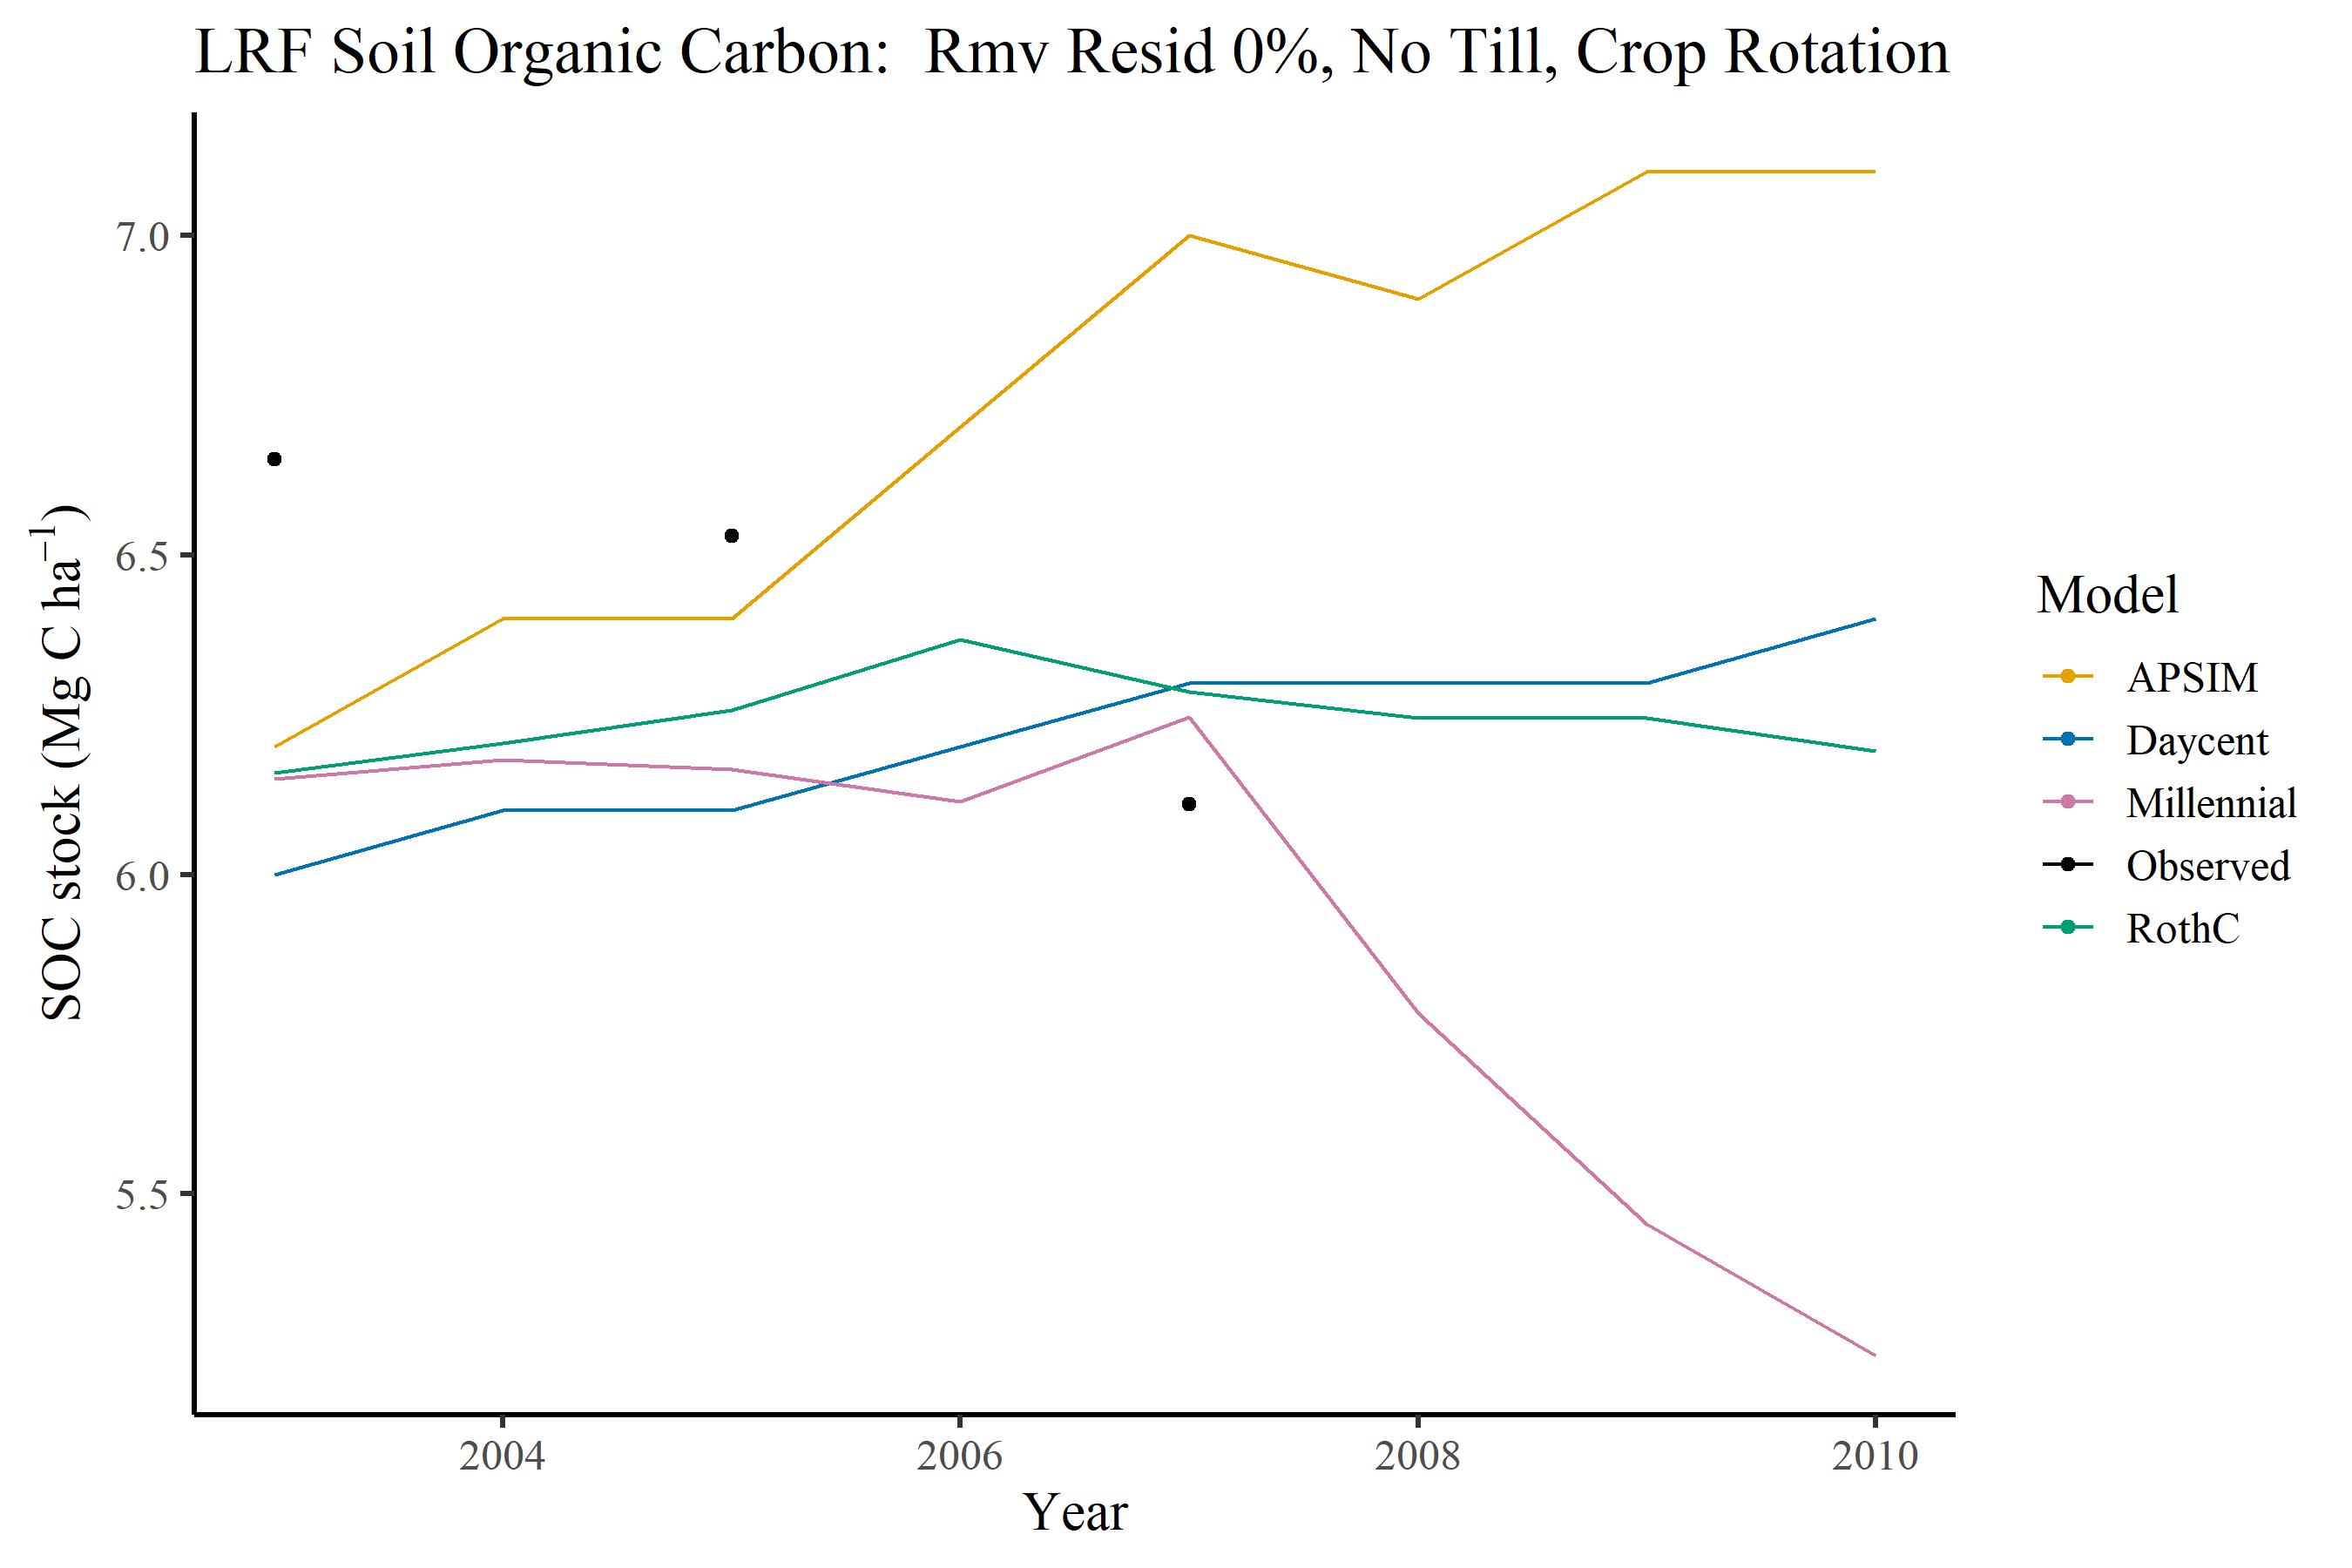 LRF Soil Organic Carbon:  Rmv Resid 0%, No Till, Crop Rotation
SOC stock (Mg C ha⁻¹)
7.0
6.5
6.0
5.5
2004
2006
2008
2010
Year
Model
APSIM
Daycent
Millennial
Observed
RothC